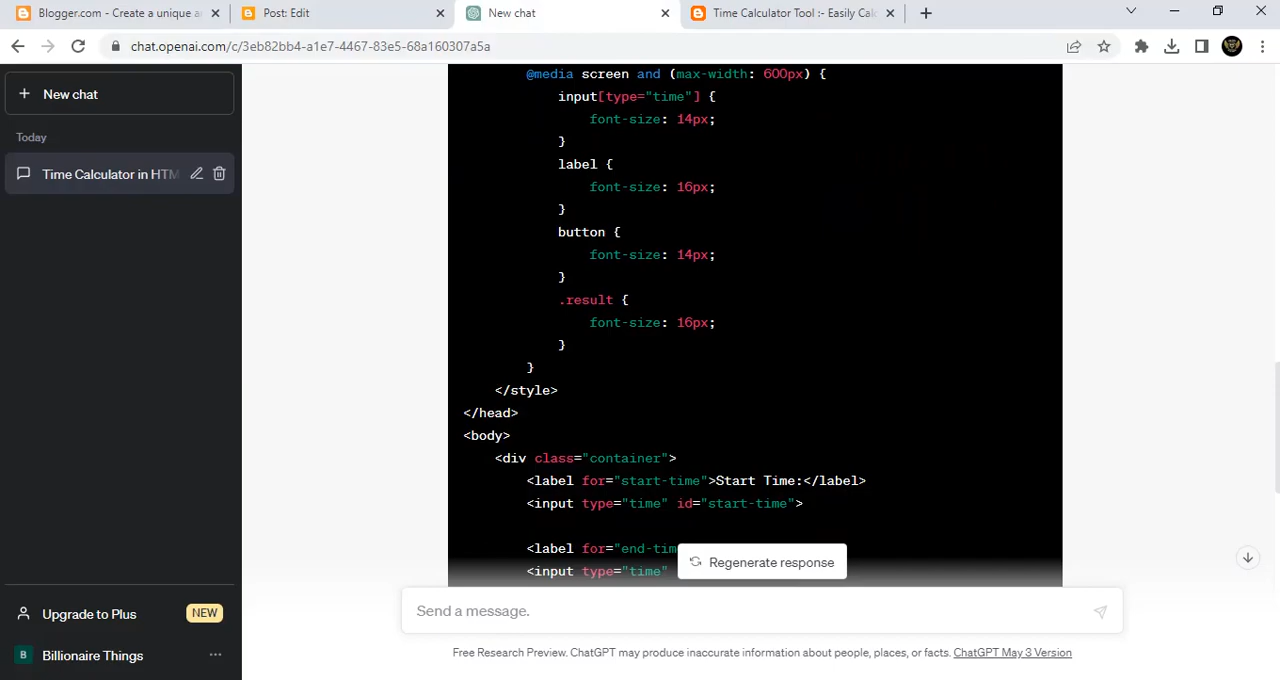 Blogger.com - Create a unique a
Post: Edit
New chat
Time Calculator Tool :- Easily Calc
chat.openai.com/c/3eb82bb4-a1e7-4467-83e5-68a160307a5a
+ New chat
Today
Time Calculator in HTM
@media screen and (max-width: 600px) {
input[type="time"] {
font-size: 14px;
}
label {
font-size: 16px;
}
button {
font-size: 14px;
}
.result {
font-size: 16px;
}
}
</style>
</head>
<body>
<div class="container">
<label for="start-time">Start Time:</label>
<input type="time" id="start-time">
<label for="end-tim
<input type="time"
Regenerate response
Send a message.
Upgrade to Plus NEW
B Billionaire Things ...
Free Research Preview. ChatGPT may produce inaccurate information about people, places, or facts. ChatGPT May 3 Version